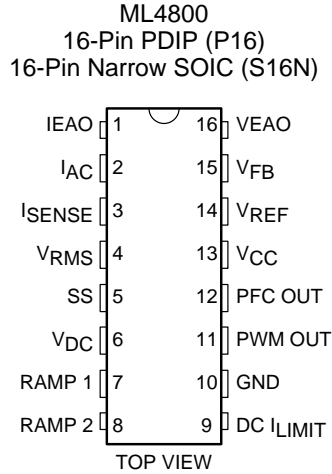 ML4800
16-Pin PDIP (P16)
16-Pin Narrow SOIC (S16N)
IEAO 1 16 VEAO
IAC 2 15 VFB
ISENSE 3 14 VREF
VRMS 4 13 VCC
SS 5 12 PFC OUT
VDC 6 11 PWM OUT
RAMP 1 7 10 GND
RAMP 2 8 9 DC ILIMIT
TOP VIEW